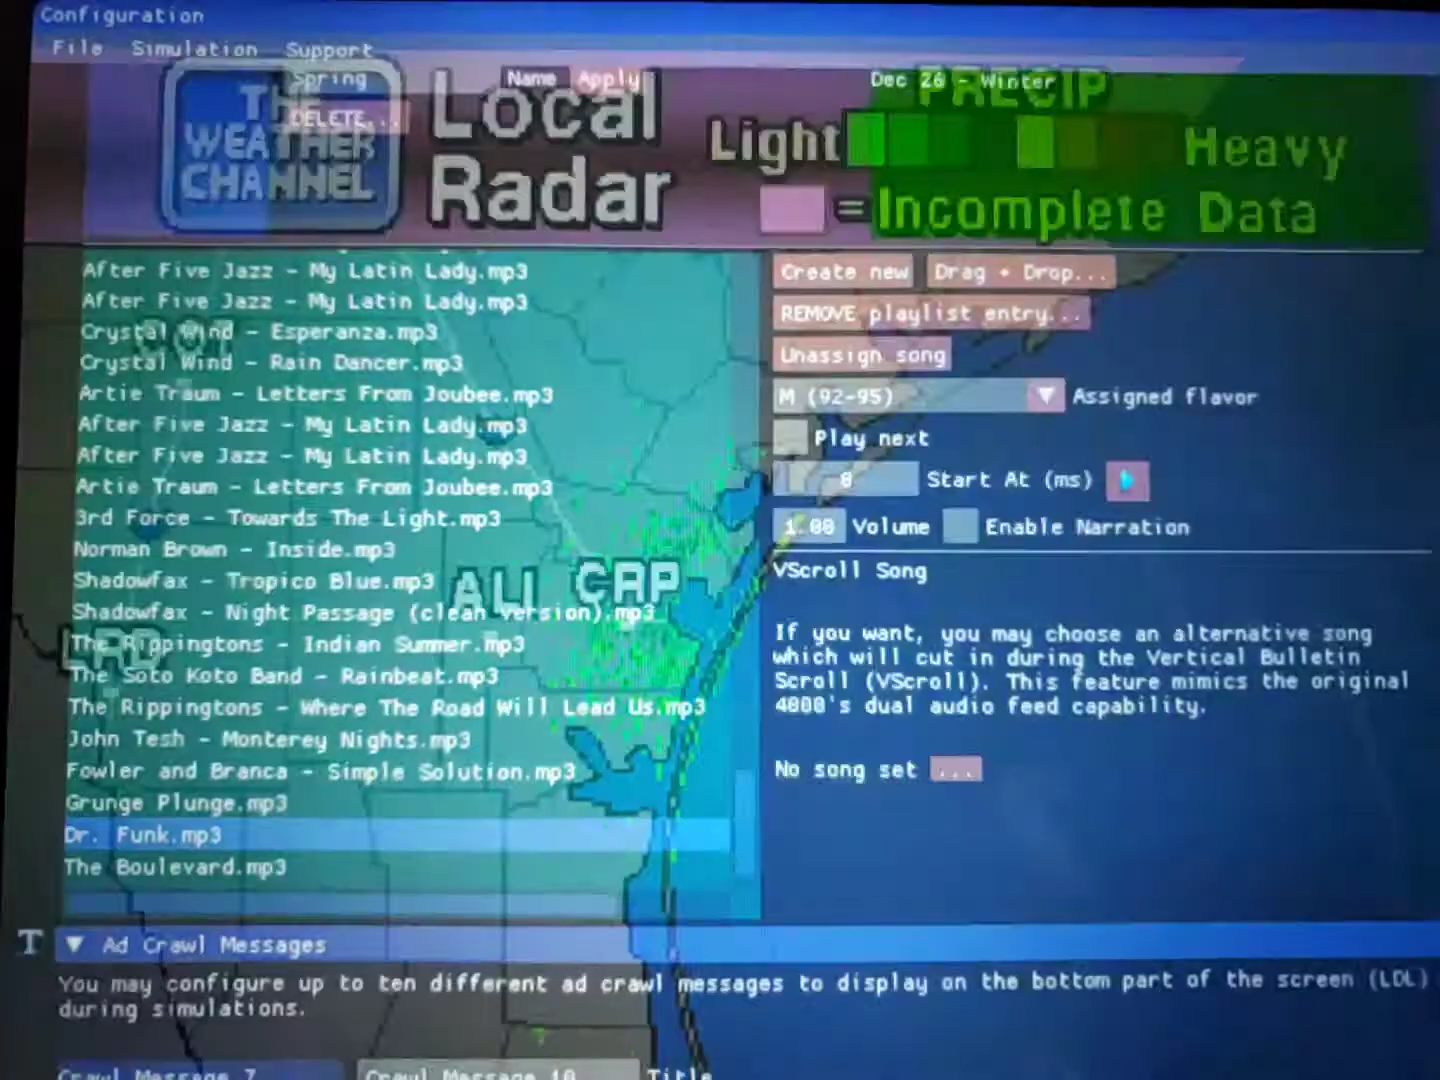 Configuration
File Simulation Support
Spring Name Apply Dec 26 - Winter
DELETE...
THE WEATHER CHANNEL
Local Radar
PRECIP
Light Heavy
=Incomplete Data
After Five Jazz - My Latin Lady.mp3
After Five Jazz - My Latin Lady.mp3
Crystal Wind - Esperanza.mp3
Crystal Wind - Rain Dancer.mp3
Artie Traum - Letters From Joubee.mp3
After Five Jazz - My Latin Lady.mp3
After Five Jazz - My Latin Lady.mp3
Artie Traum - Letters From Joubee.mp3
3rd Force - Towards The Light.mp3
Norman Brown - Inside.mp3
Shadowfax - Tropico Blue.mp3
Shadowfax - Night Passage (clean version).mp3
The Rippingtons - Indian Summer.mp3
The Soto Koto Band - Rainbeat.mp3
The Rippingtons - Where The Road Will Lead Us.mp3
John Tesh - Monterey Nights.mp3
Fowler and Branca - Simple Solution.mp3
Grunge Plunge.mp3
Dr. Funk.mp3
The Boulevard.mp3
COT
ALI CRP
LRD
Create new Drag + Drop...
REMOVE playlist entry...
Unassign song
M (92-95) Assigned flavor
Play next
0 Start At (ms)
1.00 Volume Enable Narration
VScroll Song
If you want, you may choose an alternative song
which will cut in during the Vertical Bulletin
Scroll (VScroll). This feature mimics the original
4000's dual audio feed capability.
No song set ...
T
Ad Crawl Messages
You may configure up to ten different ad crawl messages to display on the bottom part of the screen (LDL)
during simulations.
Crawl Message 7 Crawl Message 10 Title